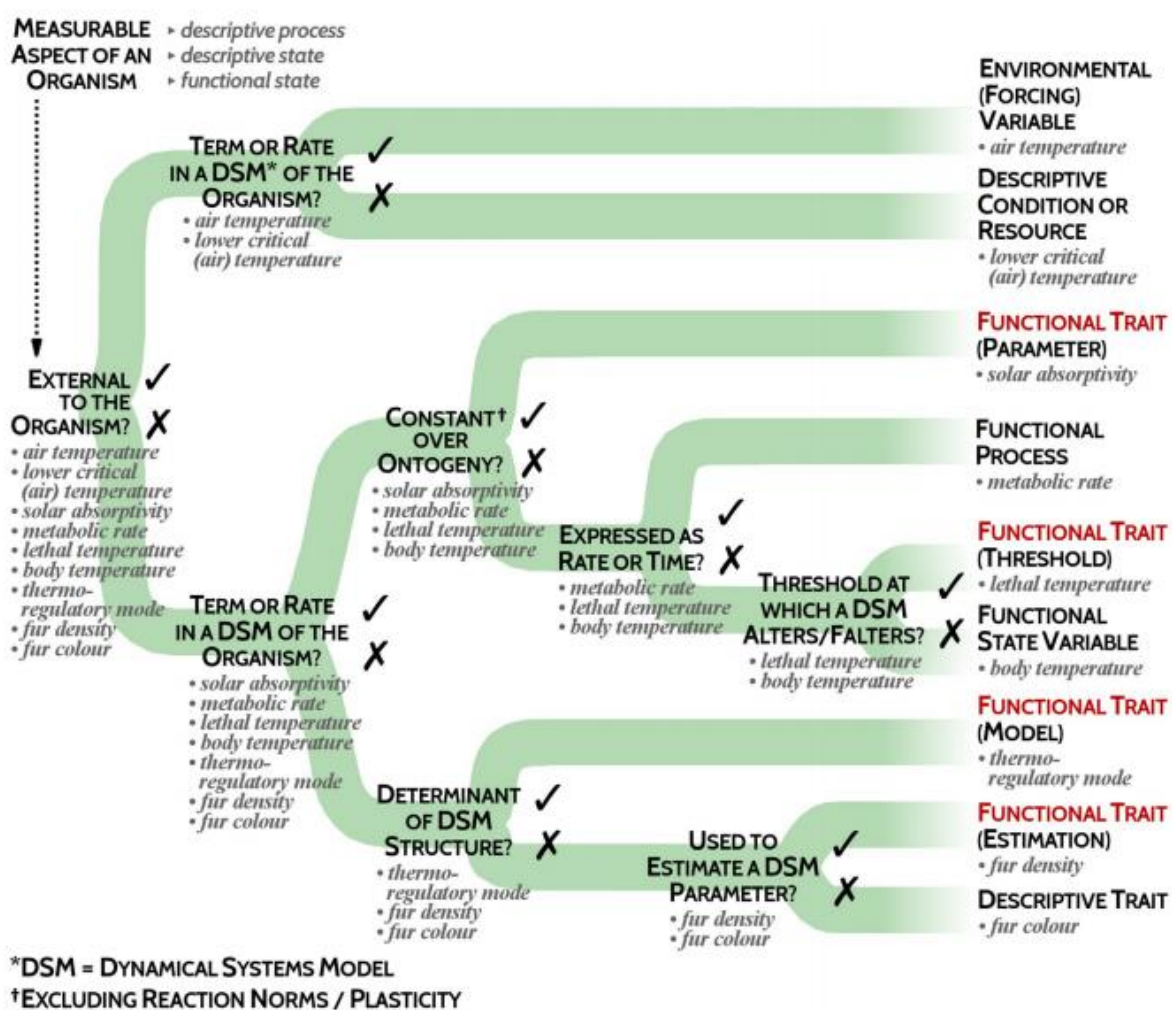 MEASURABLE ▸ descriptive process
ASPECT OF AN ▸ descriptive state
ORGANISM ▸ functional state
EXTERNAL ✓
TO THE
ORGANISM? ✗
• air temperature
• lower critical
(air) temperature
• solar absorptivity
• metabolic rate
• lethal temperature
• body temperature
• thermo-
regulatory mode
• fur density
• fur colour
TERM OR RATE ✓
IN A DSM* OF THE
ORGANISM? ✗
• air temperature
• lower critical
(air) temperature
TERM OR RATE ✓
IN A DSM OF THE
ORGANISM? ✗
• solar absorptivity
• metabolic rate
• lethal temperature
• body temperature
• thermo-
regulatory mode
• fur density
• fur colour
CONSTANT† ✓
OVER
ONTOGENY? ✗
• solar absorptivity
• metabolic rate
• lethal temperature
• body temperature
EXPRESSED AS ✓
RATE OR TIME? ✗
• metabolic rate
• lethal temperature
• body temperature
THRESHOLD AT ✓
WHICH A DSM
ALTERS/FALTERS? ✗
• lethal temperature
• body temperature
DETERMINANT ✓
OF DSM
STRUCTURE? ✗
• thermo-
regulatory mode
• fur density
• fur colour
USED TO ✓
ESTIMATE A DSM
PARAMETER? ✗
• fur density
• fur colour
ENVIRONMENTAL
(FORCING)
VARIABLE
• air temperature
DESCRIPTIVE
CONDITION OR
RESOURCE
• lower critical
(air) temperature
FUNCTIONAL TRAIT
(PARAMETER)
• solar absorptivity
FUNCTIONAL
PROCESS
• metabolic rate
FUNCTIONAL TRAIT
(THRESHOLD)
• lethal temperature
FUNCTIONAL
STATE VARIABLE
• body temperature
FUNCTIONAL TRAIT
(MODEL)
• thermo-
regulatory mode
FUNCTIONAL TRAIT
(ESTIMATION)
• fur density
DESCRIPTIVE TRAIT
• fur colour
*DSM = DYNAMICAL SYSTEMS MODEL
†EXCLUDING REACTION NORMS / PLASTICITY